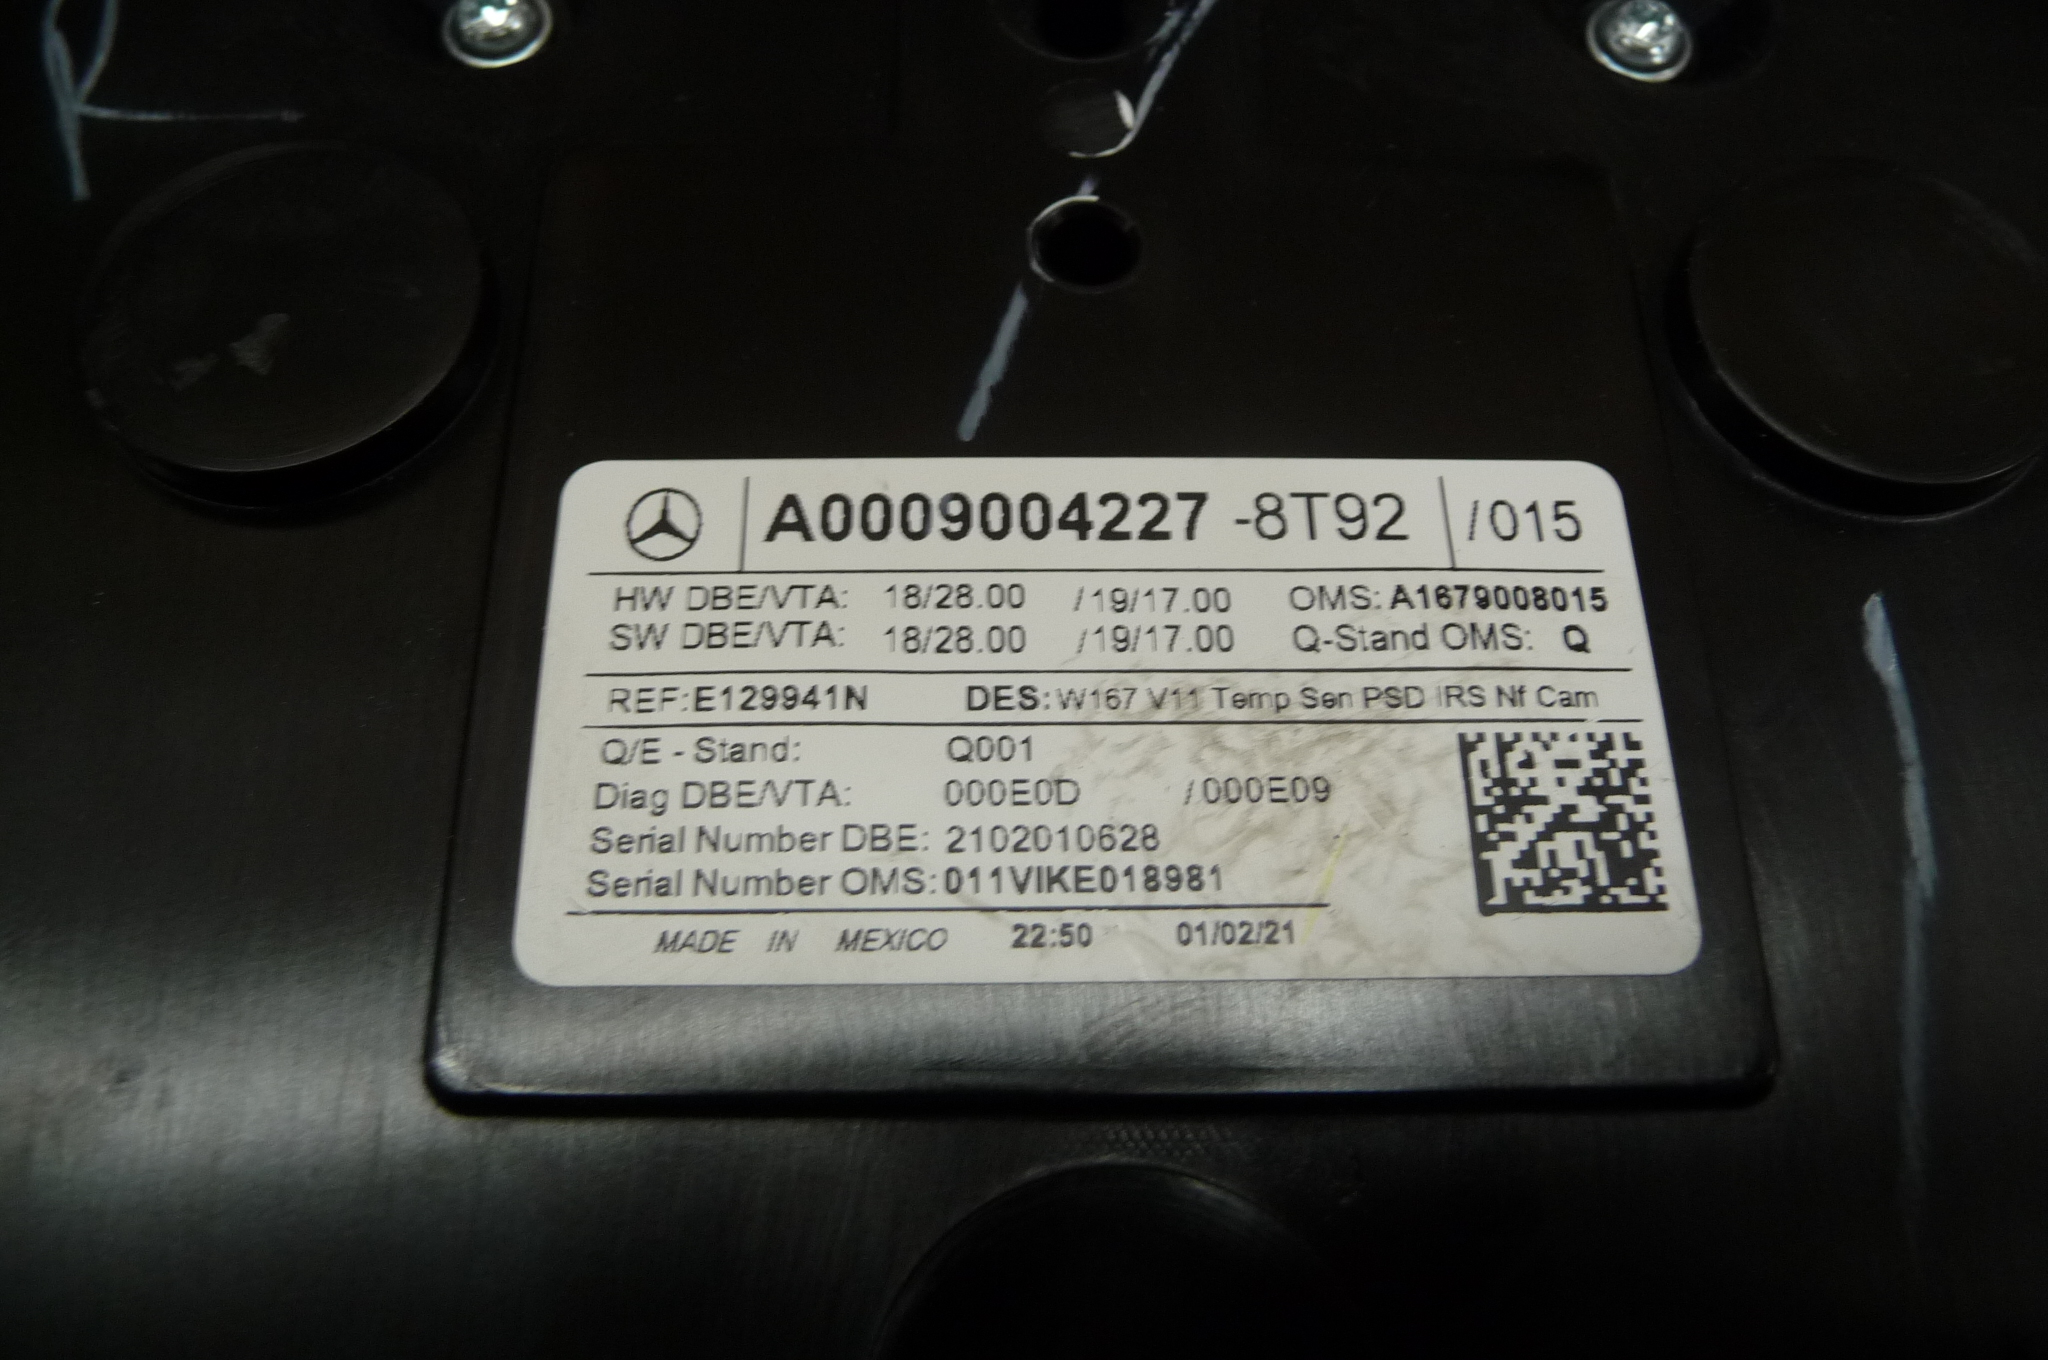 R
A0009004227 -8T92 /015
HW DBE/VTA: 18/28.00 /19/17.00 OMS: A1679008015
SW DBE/VTA: 18/28.00 /19/17.00 Q-Stand OMS: Q
REF:E129941N DES: W167 V11 Temp Sen PSD IRS Nf Cam
Q/E - Stand: Q001
Diag DBE/VTA: 000E0D /000E09
Serial Number DBE: 2102010628
Serial Number OMS: 011VIKE018981
MADE IN MEXICO 22:50 01/02/21